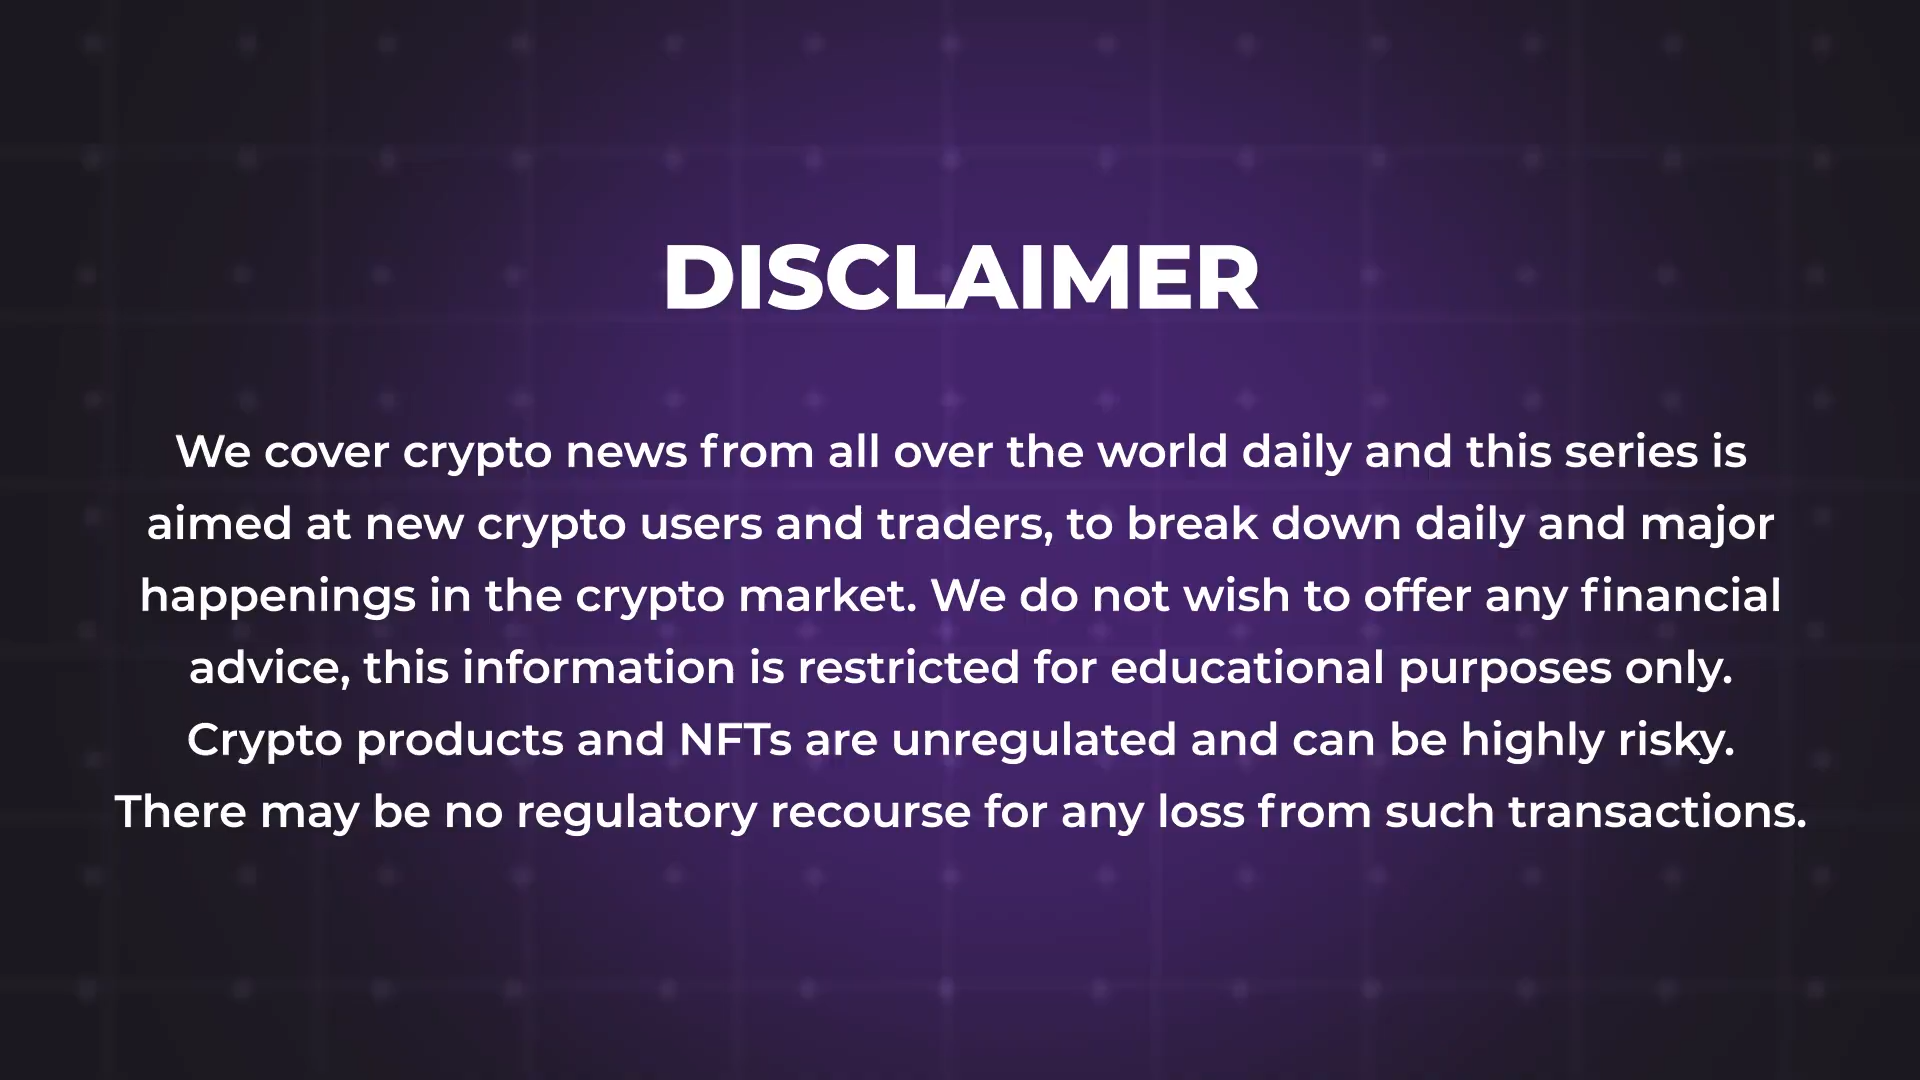 DISCLAIMER
We cover crypto news from all over the world daily and this series is
aimed at new crypto users and traders, to break down daily and major
happenings in the crypto market. We do not wish to offer any financial
advice, this information is restricted for educational purposes only.
Crypto products and NFTs are unregulated and can be highly risky.
There may be no regulatory recourse for any loss from such transactions.